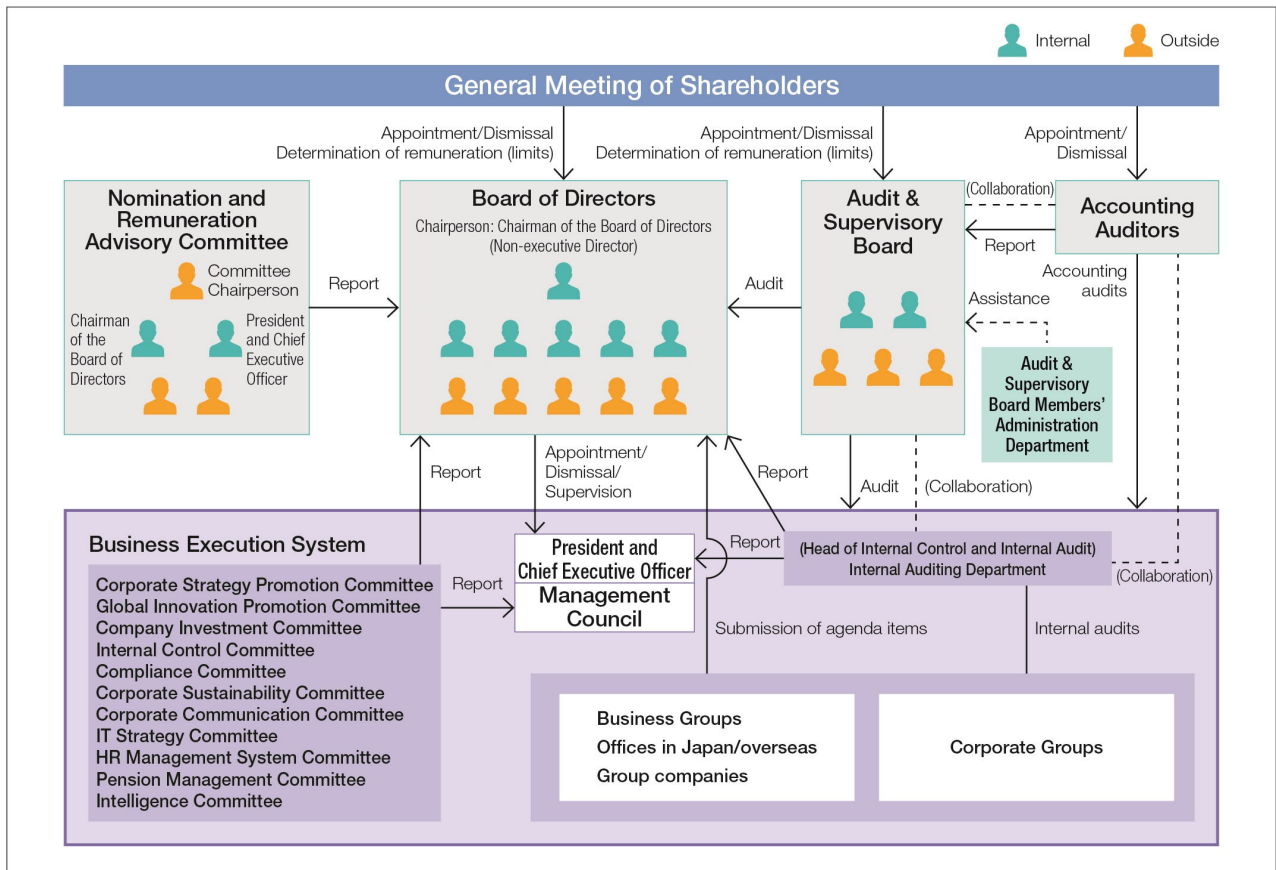 Internal
Outside
General Meeting of Shareholders
Appointment/Dismissal
Determination of remuneration (limits)
Appointment/Dismissal
Determination of remuneration (limits)
Appointment/
Dismissal
Nomination and
Remuneration
Advisory Committee
Committee
Chairperson
Chairman
of the
Board of
Directors
President
and Chief
Executive
Officer
Report
Board of Directors
Chairperson: Chairman of the Board of Directors
(Non-executive Director)
Audit
Audit &
Supervisory
Board
(Collaboration)
Report
Accounting
Auditors
Accounting
audits
Assistance
Audit &
Supervisory
Board Members’
Administration
Department
Report
Appointment/
Dismissal/
Supervision
Report
Audit
(Collaboration)
Business Execution System
Corporate Strategy Promotion Committee
Global Innovation Promotion Committee
Company Investment Committee
Internal Control Committee
Compliance Committee
Corporate Sustainability Committee
Corporate Communication Committee
IT Strategy Committee
HR Management System Committee
Pension Management Committee
Intelligence Committee
Report
President and
Chief Executive Officer
Management
Council
Report
(Head of Internal Control and Internal Audit)
Internal Auditing Department
(Collaboration)
Submission of agenda items
Internal audits
Business Groups
Offices in Japan/overseas
Group companies
Corporate Groups